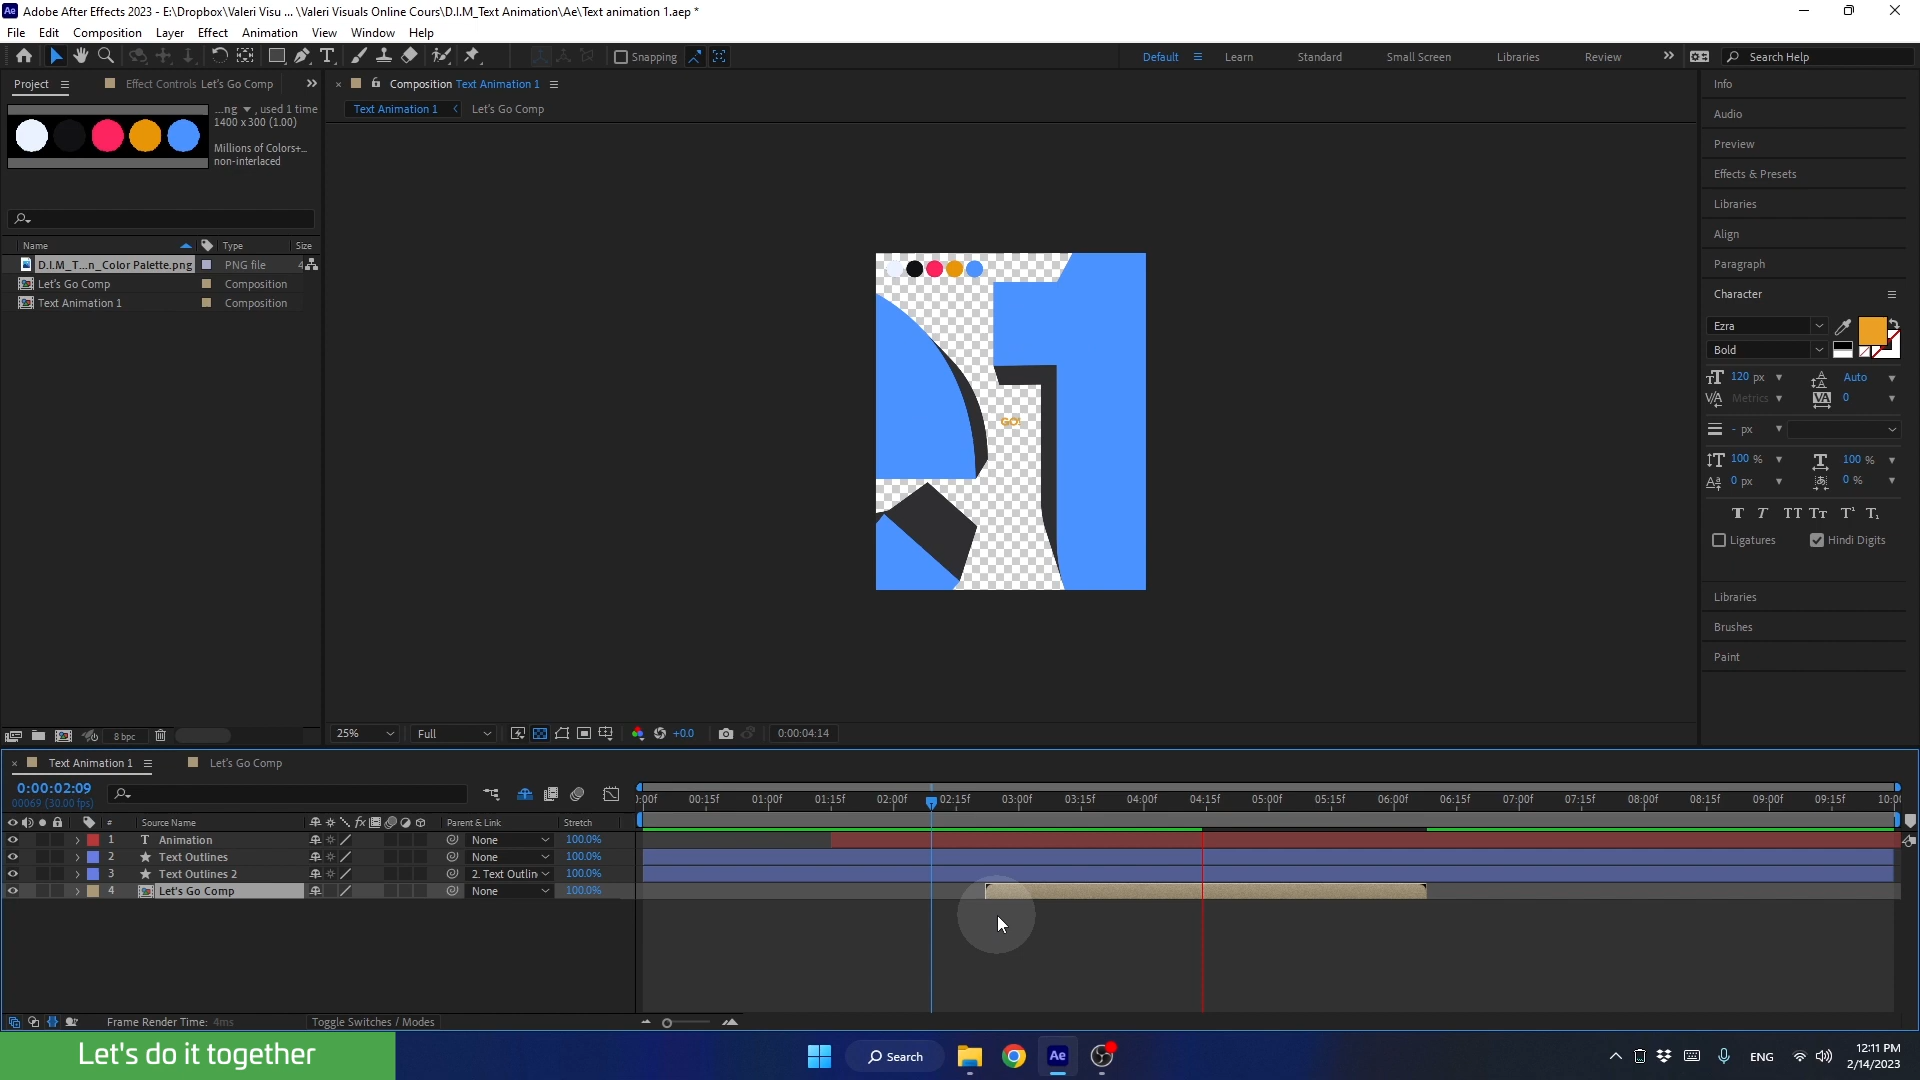 Adobe After Effects 2023 - E:\Dropbox\Valeri Visu ... \Valeri Visuals Online Cours\D.I.M_Text Animation\Ae\Text animation 1.aep *
File Edit Composition Layer Effect Animation View Window Help
Snapping
Default Learn Standard Small Screen Libraries Review Search Help
Project Effect Controls Let's Go Comp
Composition Text Animation 1
Text Animation 1 Let's Go Comp
...ng ▼ , used 1 time
1400 x 300 (1.00)
Millions of Colors+...
non-interlaced
Name Type Size
D.I.M_T...n_Color Palette.png PNG file 4
Let's Go Comp Composition
Text Animation 1 Composition
8 bpc
GO!
25% Full +0.0 0:00:04:14
Info
Audio
Preview
Effects & Presets
Libraries
Align
Paragraph
Character
Ezra
Bold
120 px Auto
Metrics 0
- px
100 % 100 %
0 px 0 %
Ligatures Hindi Digits
Libraries
Brushes
Paint
Text Animation 1 Let's Go Comp
0:00:02:09
00069 (30.00 fps)
):00f 00:15f 01:00f 01:15f 02:00f 02:15f 03:00f 03:15f 04:00f 04:15f 05:00f 05:15f 06:00f 06:15f 07:00f 07:15f 08:00f 08:15f 09:00f 09:15f 10:0
# Source Name Parent & Link Stretch
1 T Animation None 100.0%
2 Text Outlines None 100.0%
3 Text Outlines 2 2. Text Outlin 100.0%
4 Let's Go Comp None 100.0%
Frame Render Time: 4ms Toggle Switches / Modes
Let's do it together
Search
Ae
ENG
12:11 PM
2/14/2023